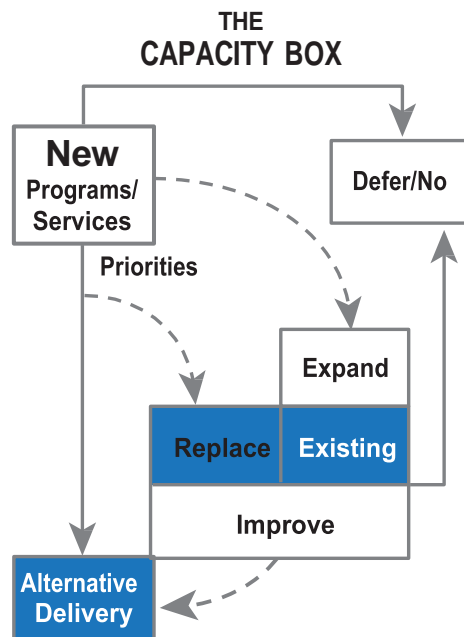 THE
CAPACITY BOX
New
Programs/
Services
Defer/No
Priorities
Expand
Replace
Existing
Improve
Alternative
Delivery